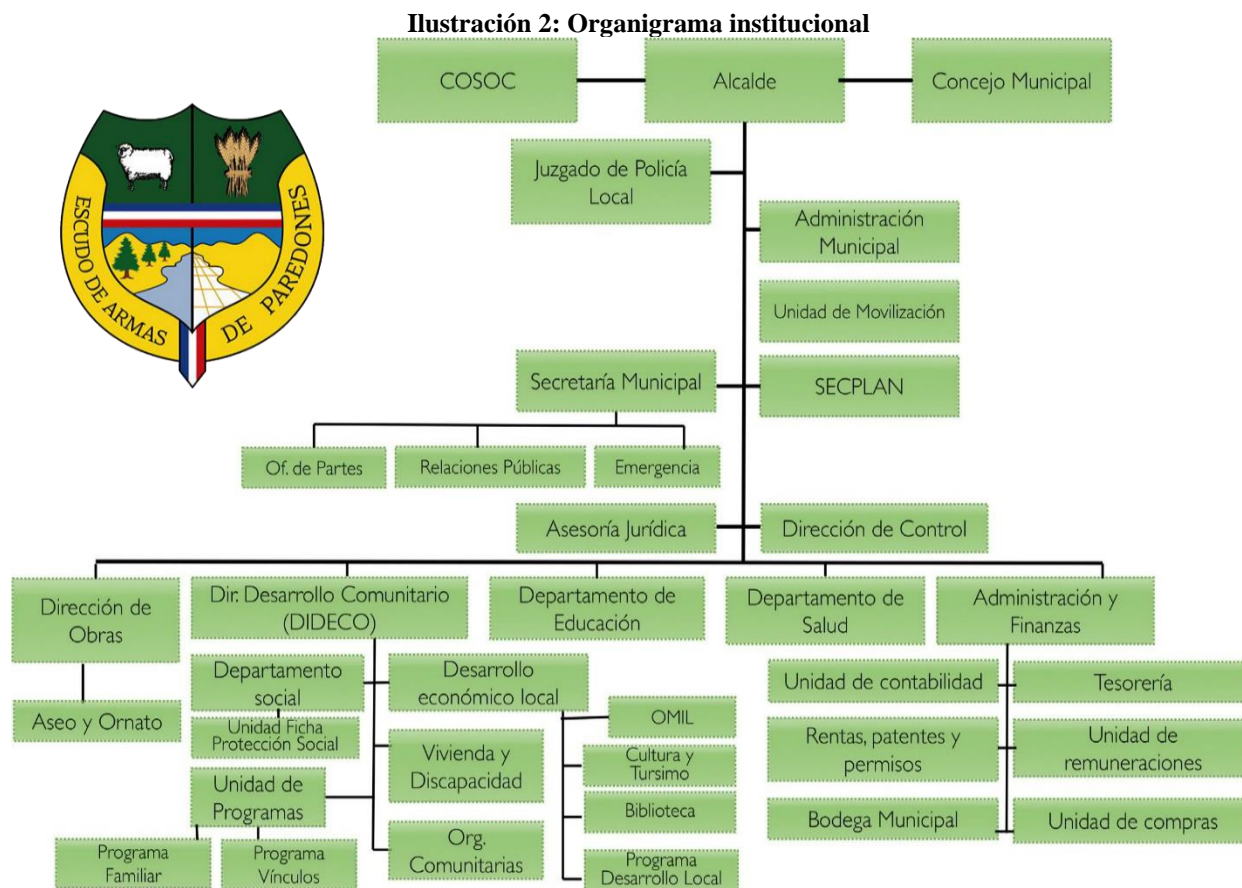 Ilustración 2: Organigrama institucional
COSOC
Alcalde
Concejo Municipal
ESCUDO DE ARMAS
DE PAREDONES
Juzgado de Policía
Local
Administración
Municipal
Unidad de Movilización
Secretaría Municipal
SECPLAN
Of. de Partes
Relaciones Públicas
Emergencia
Asesoría Jurídica
Dirección de Control
Dirección de
Obras
Dir. Desarrollo Comunitario
(DIDECO)
Departamento de
Educación
Departamento de
Salud
Administración y
Finanzas
Aseo y Ornato
Departamento
social
Unidad Ficha
Protección Social
Unidad de
Programas
Programa
Familiar
Programa
Vínculos
Desarrollo
económico local
Vivienda y
Discapacidad
Org.
Comunitarias
OMIL
Cultura y
Tursimo
Biblioteca
Programa
Desarrollo Local
Unidad de contabilidad
Tesorería
Rentas, patentes y
permisos
Unidad de
remuneraciones
Bodega Municipal
Unidad de compras